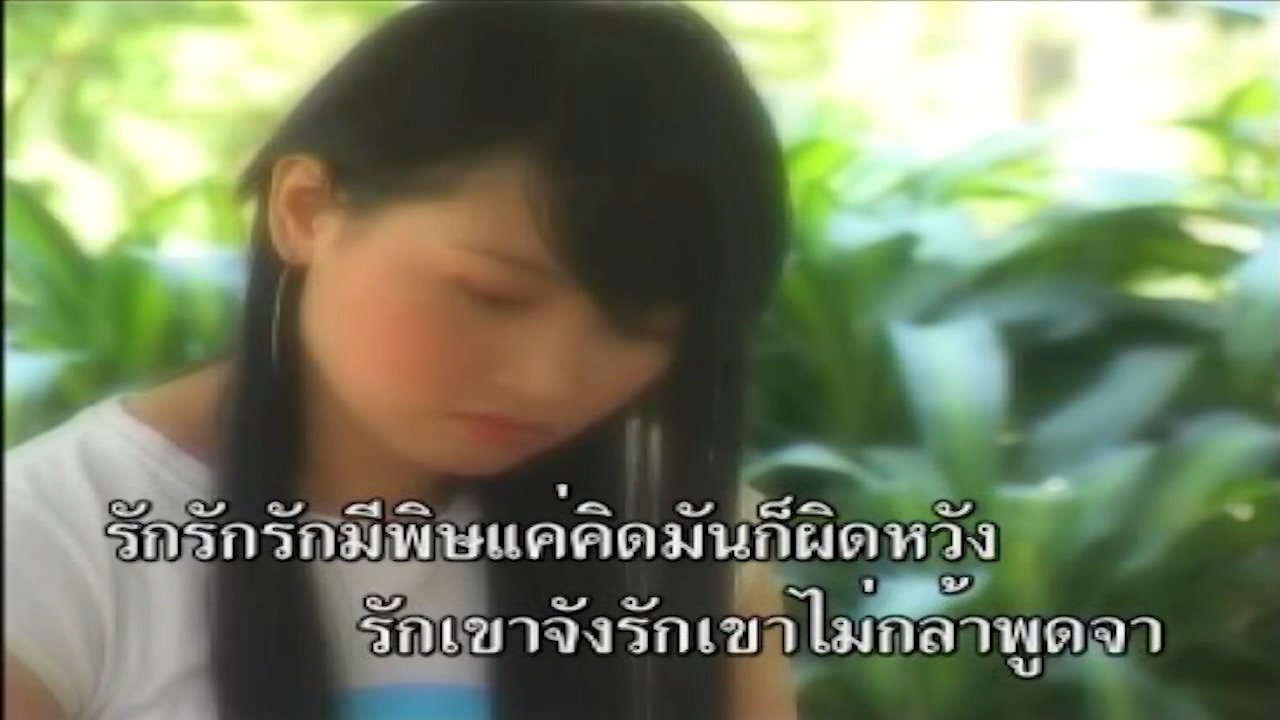 รักรักรักมีพิษแค่คิดมันก็ผิดหวัง
รักเขาจังรักเขาไม่กล้าพูดจา